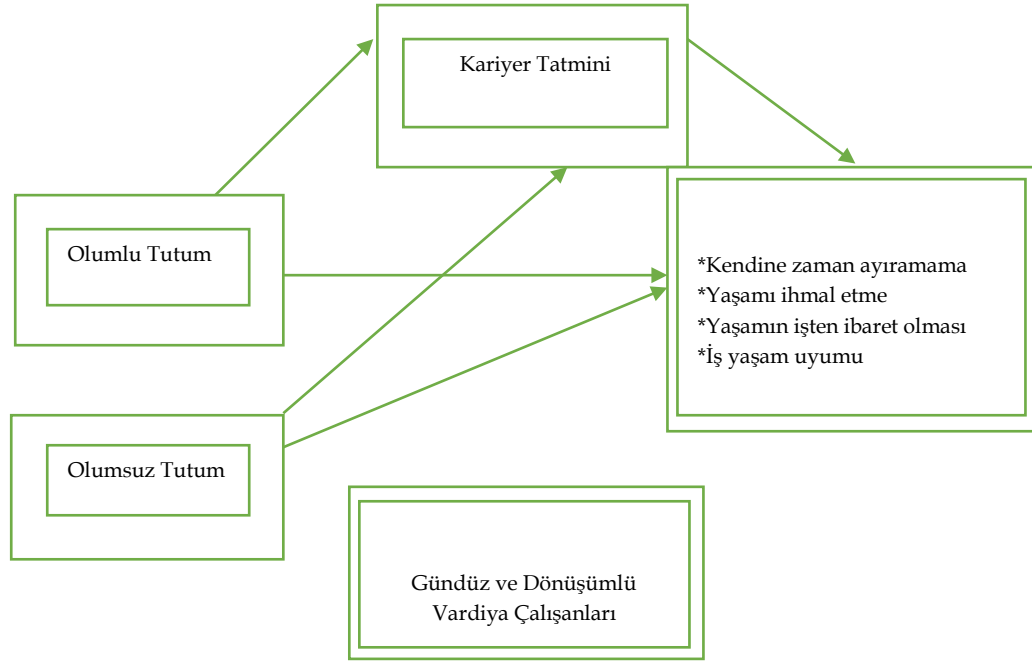 Kariyer Tatmini
Olumlu Tutum
*Kendine zaman ayıramama
*Yaşamı ihmal etme
*Yaşamın işten ibaret olması
*İş yaşam uyumu
Olumsuz Tutum
Gündüz ve Dönüşümlü
Vardiya Çalışanları